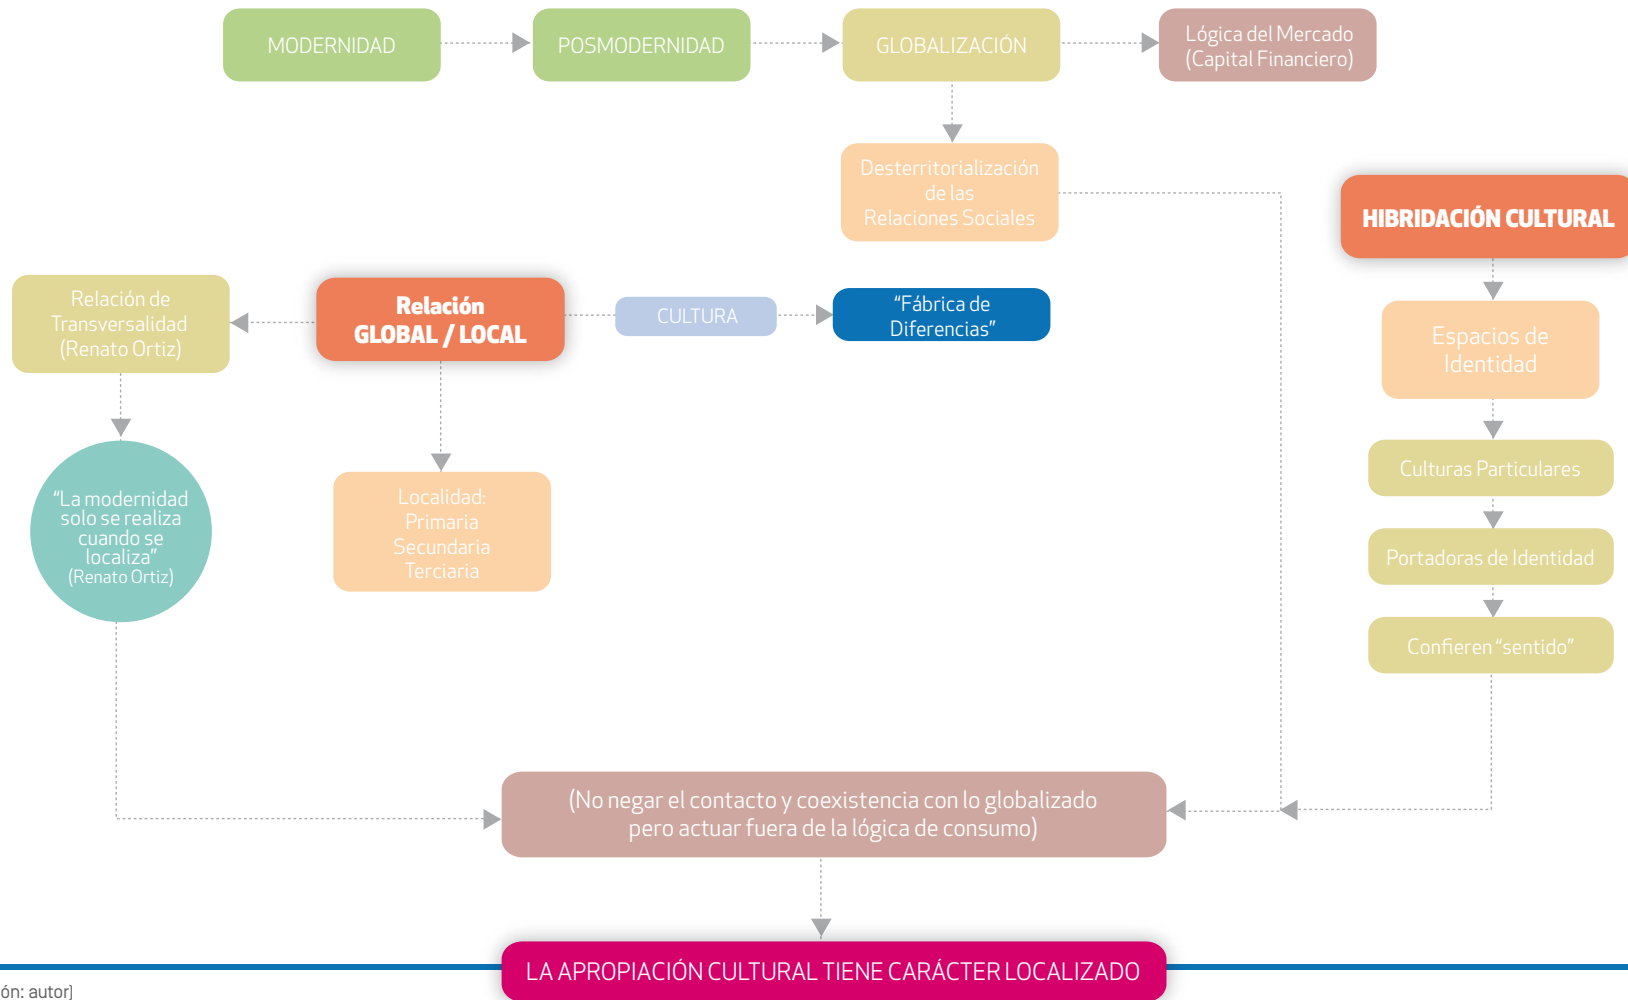 MODERNIDAD
POSMODERNIDAD
GLOBALIZACIÓN
Lógica del Mercado
(Capital Financiero)
Desterritorialización
de las
Relaciones Sociales
HIBRIDACIÓN CULTURAL
Relación de
Transversalidad
(Renato Ortiz)
Relación
GLOBAL / LOCAL
CULTURA
“Fábrica de
Diferencias”
Espacios de
Identidad
Culturas Particulares
“La modernidad
solo se realiza
cuando se
localiza”
(Renato Ortiz)
Localidad:
Primaria
Secundaria
Terciaria
Portadoras de Identidad
Confieren “sentido”
(No negar el contacto y coexistencia con lo globalizado
pero actuar fuera de la lógica de consumo)
LA APROPIACIÓN CULTURAL TIENE CARÁCTER LOCALIZADO
ón: autor]